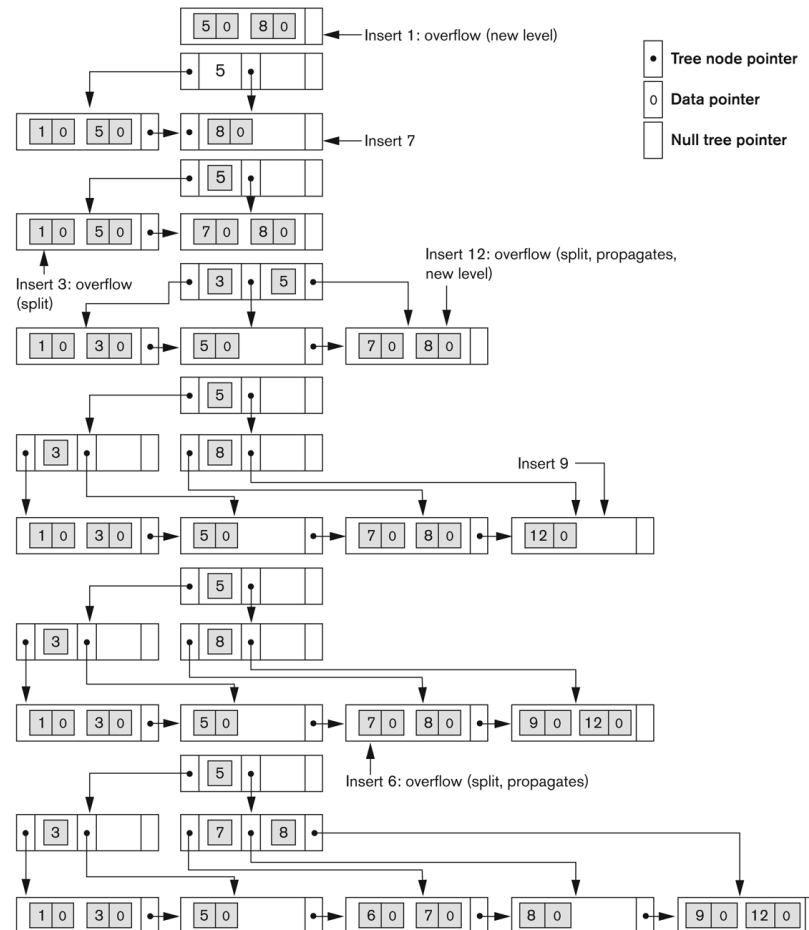 5 0 8 0
Insert 1: overflow (new level)
Tree node pointer
0 Data pointer
Null tree pointer
5
1 0 5 0 8 0
Insert 7
5
1 0 5 0 7 0 8 0
Insert 3: overflow
(split)
Insert 12: overflow (split, propagates,
new level)
3 5
1 0 3 0 5 0 7 0 8 0
5
3 8
Insert 9
1 0 3 0 5 0 7 0 8 0 12 0
5
3 8
1 0 3 0 5 0 7 0 8 0 9 0 12 0
Insert 6: overflow (split, propagates)
5
3 7 8
1 0 3 0 5 0 6 0 7 0 8 0 9 0 12 0